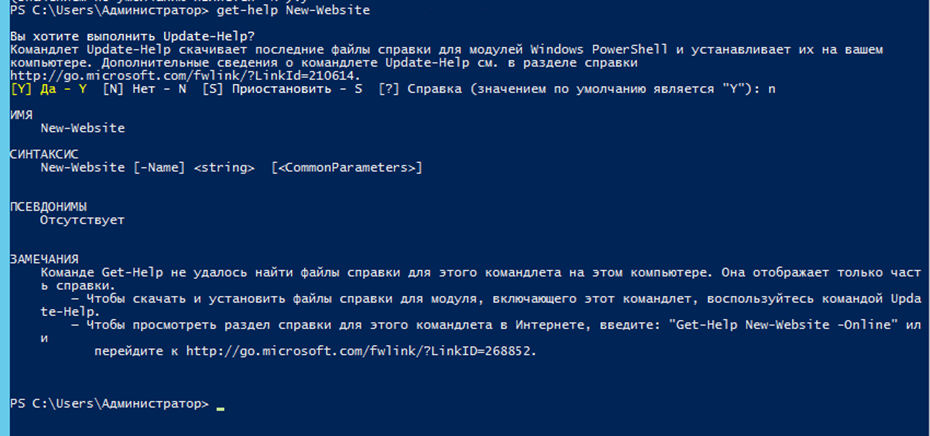 PS C:\Users\Администратор> get-help New-Website
Вы хотите выполнить Update-Help?
Командлет Update-Help скачивает последние файлы справки для модулей Windows PowerShell и устанавливает их на вашем
компьютере. Дополнительные сведения о командлете Update-Help см. в разделе справки
http://go.microsoft.com/fwlink/?LinkId=210614.
[Y] Да - Y  [N] Нет - N  [S] Приостановить - S  [?] Справка (значением по умолчанию является "Y"): n
ИМЯ
New-Website
СИНТАКСИС
New-Website [-Name] <string>  [<CommonParameters>]
ПСЕВДОНИМЫ
Отсутствует
ЗАМЕЧАНИЯ
Команде Get-Help не удалось найти файлы справки для этого командлета на этом компьютере. Она отображает только част
ь справки.
- Чтобы скачать и установить файлы справки для модуля, включающего этот командлет, воспользуйтесь командой Upda
te-Help.
- Чтобы просмотреть раздел справки для этого командлета в Интернете, введите: "Get-Help New-Website -Online" ил
и
перейдите к http://go.microsoft.com/fwlink/?LinkID=268852.
PS C:\Users\Администратор>